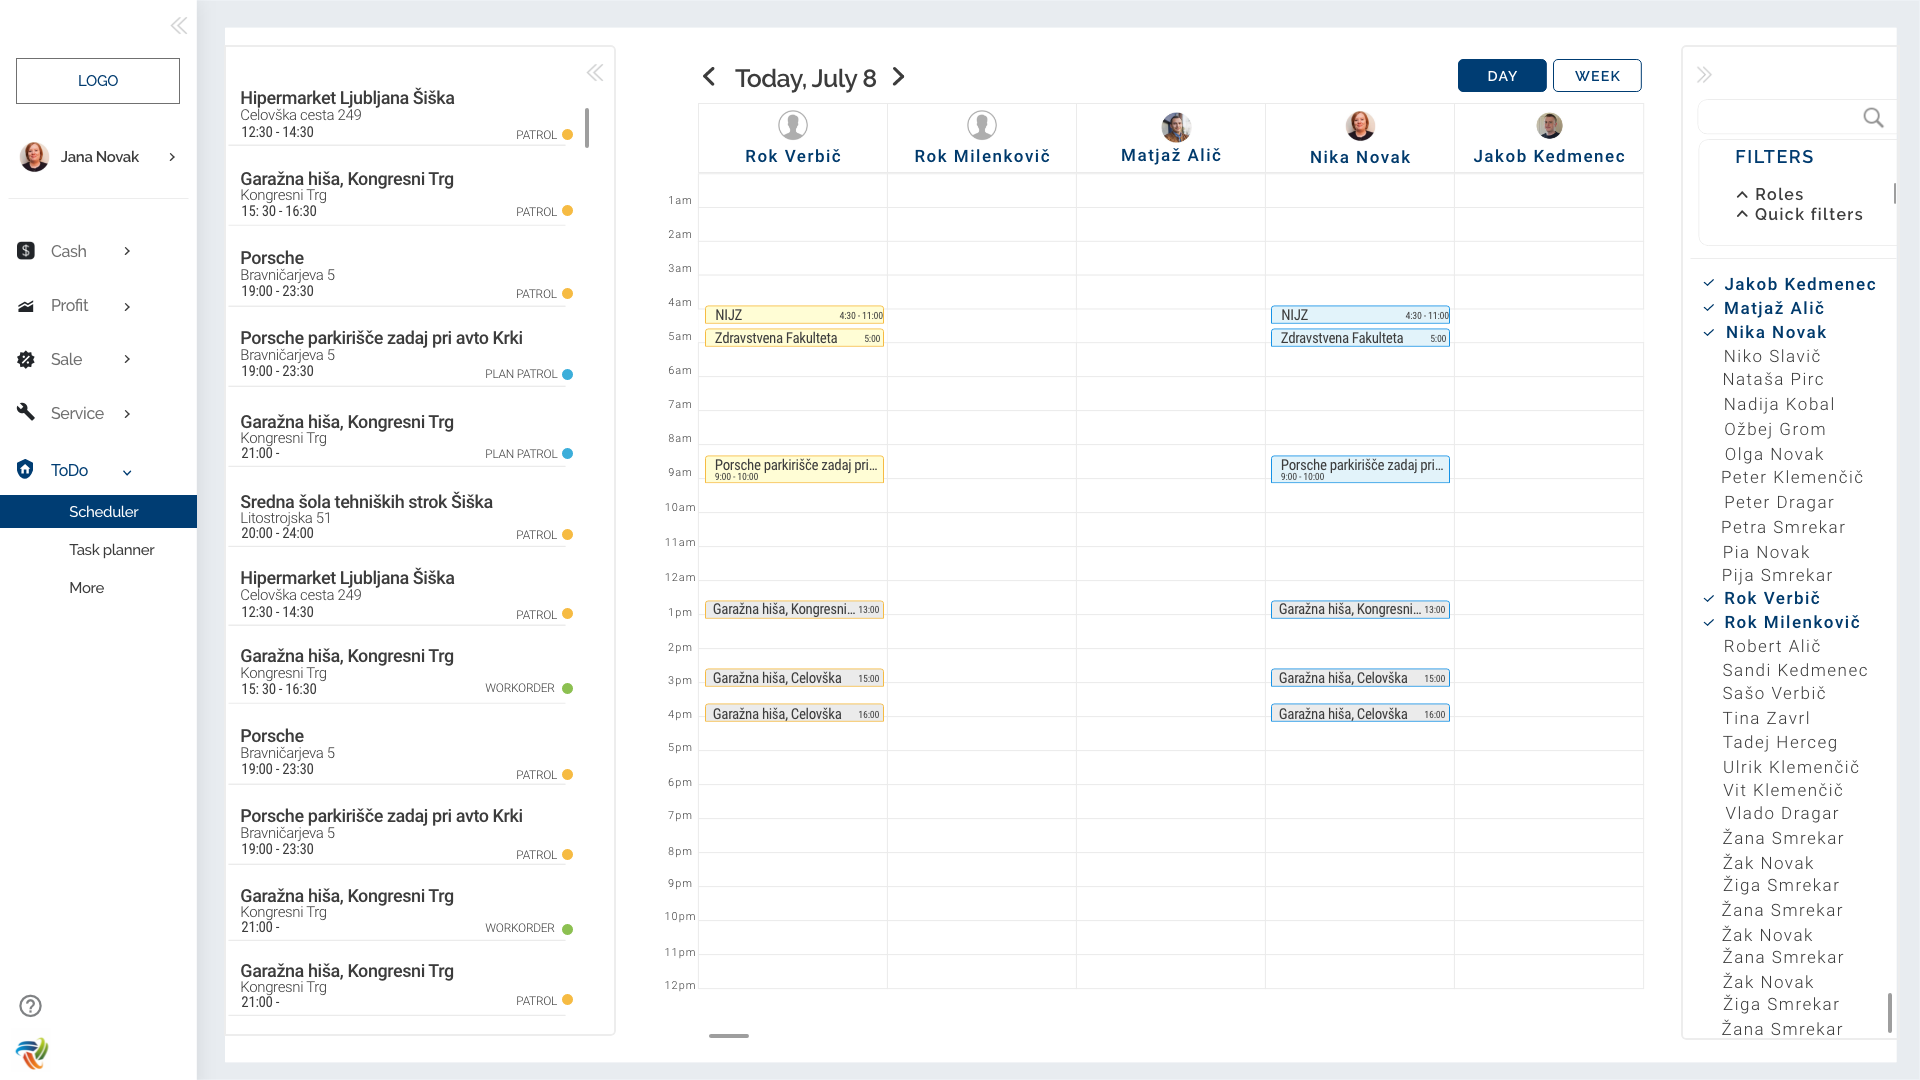 LOGO
Jana Novak
Cash
Profit
Sale
Service
ToDo
Scheduler
Task planner
More
Hipermarket Ljubljana Šiška
Celovška cesta 249
12:30 - 14:30
PATROL
Garažna hiša, Kongresni Trg
Kongresni Trg
15: 30 - 16:30
PATROL
Porsche
Bravničarjeva 5
19:00 - 23:30
PATROL
Porsche parkirišče zadaj pri avto Krki
Bravničarjeva 5
19:00 - 23:30
PLAN PATROL
Garažna hiša, Kongresni Trg
Kongresni Trg
21:00 -
PLAN PATROL
Sredna šola tehniških strok Šiška
Litostrojska 51
20:00 - 24:00
PATROL
Hipermarket Ljubljana Šiška
Celovška cesta 249
12:30 - 14:30
PATROL
Garažna hiša, Kongresni Trg
Kongresni Trg
15: 30 - 16:30
WORKORDER
Porsche
Bravničarjeva 5
19:00 - 23:30
PATROL
Porsche parkirišče zadaj pri avto Krki
Bravničarjeva 5
19:00 - 23:30
PATROL
Garažna hiša, Kongresni Trg
Kongresni Trg
21:00 -
WORKORDER
Garažna hiša, Kongresni Trg
Kongresni Trg
21:00 -
PATROL
Today, July 8
DAY
WEEK
Rok Verbič
Rok Milenkovič
Matjaž Alič
Nika Novak
Jakob Kedmenec
1am
2am
3am
4am
NIJZ 4:30 - 11:00
NIJZ 4:30 - 11:00
5am
Zdravstvena Fakulteta 5:00
Zdravstvena Fakulteta 5:00
6am
7am
8am
9am
Porsche parkirišče zadaj pri...
9:00 - 10:00
Porsche parkirišče zadaj pri...
9:00 - 10:00
10am
11am
12am
1pm
Garažna hiša, Kongresni... 13:00
Garažna hiša, Kongresni... 13:00
2pm
3pm
Garažna hiša, Celovška 15:00
Garažna hiša, Celovška 15:00
4pm
Garažna hiša, Celovška 16:00
Garažna hiša, Celovška 16:00
5pm
6pm
7pm
8pm
9pm
10pm
11pm
12pm
FILTERS
Roles
Quick filters
Jakob Kedmenec
Matjaž Alič
Nika Novak
Niko Slavič
Nataša Pirc
Nadija Kobal
Ožbej Grom
Olga Novak
Peter Klemenčič
Peter Dragar
Petra Smrekar
Pia Novak
Pija Smrekar
Rok Verbič
Rok Milenkovič
Robert Alič
Sandi Kedmenec
Sašo Verbič
Tina Zavrl
Tadej Herceg
Ulrik Klemenčič
Vit Klemenčič
Vlado Dragar
Žana Smrekar
Žak Novak
Žiga Smrekar
Žana Smrekar
Žak Novak
Žana Smrekar
Žak Novak
Žiga Smrekar
Žana Smrekar